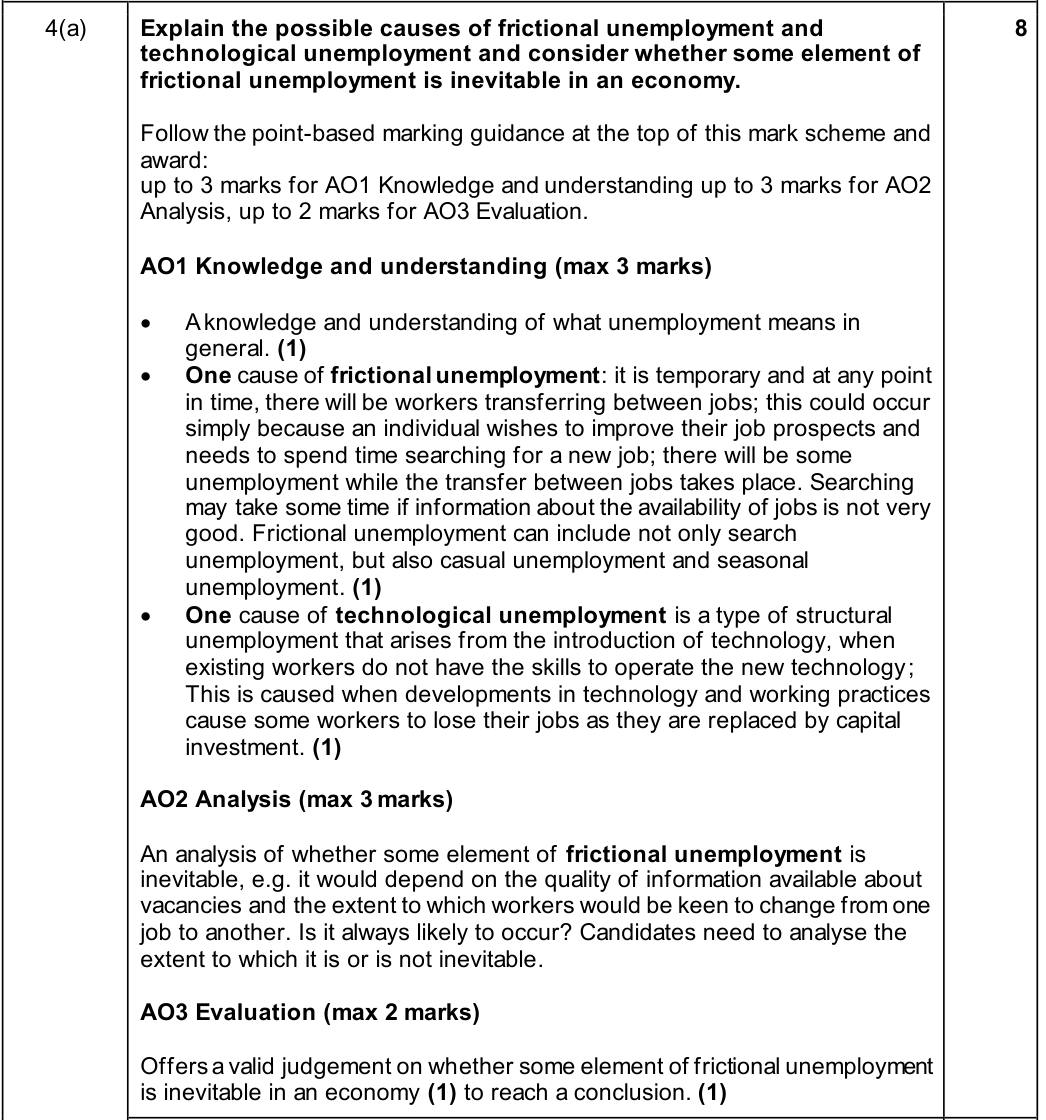 4(a)
Explain the possible causes of frictional unemployment and
technological unemployment and consider whether some element of
frictional unemployment is inevitable in an economy.
8
Follow the point-based marking guidance at the top of this mark scheme and
award:
up to 3 marks for AO1 Knowledge and understanding up to 3 marks for AO2
Analysis, up to 2 marks for AO3 Evaluation.
AO1 Knowledge and understanding (max 3 marks)
• A knowledge and understanding of what unemployment means in
general. (1)
• One cause of frictional unemployment: it is temporary and at any point
in time, there will be workers transferring between jobs; this could occur
simply because an individual wishes to improve their job prospects and
needs to spend time searching for a new job; there will be some
unemployment while the transfer between jobs takes place. Searching
may take some time if information about the availability of jobs is not very
good. Frictional unemployment can include not only search
unemployment, but also casual unemployment and seasonal
unemployment. (1)
• One cause of technological unemployment is a type of structural
unemployment that arises from the introduction of technology, when
existing workers do not have the skills to operate the new technology;
This is caused when developments in technology and working practices
cause some workers to lose their jobs as they are replaced by capital
investment. (1)
AO2 Analysis (max 3 marks)
An analysis of whether some element of frictional unemployment is
inevitable, e.g. it would depend on the quality of information available about
vacancies and the extent to which workers would be keen to change from one
job to another. Is it always likely to occur? Candidates need to analyse the
extent to which it is or is not inevitable.
AO3 Evaluation (max 2 marks)
Offers a valid judgement on whether some element of frictional unemployment
is inevitable in an economy (1) to reach a conclusion. (1)